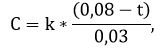 C = k * (0,08 − t) / 0,03,